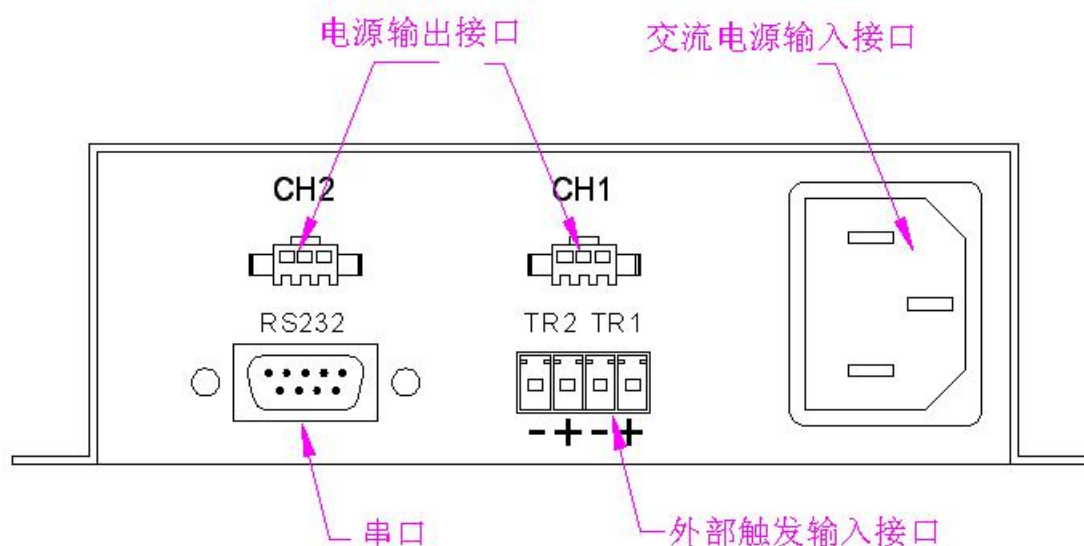 电源输出接口
交流电源输入接口
CH2
CH1
RS232
TR2 TR1
-+-+
串口
外部触发输入接口